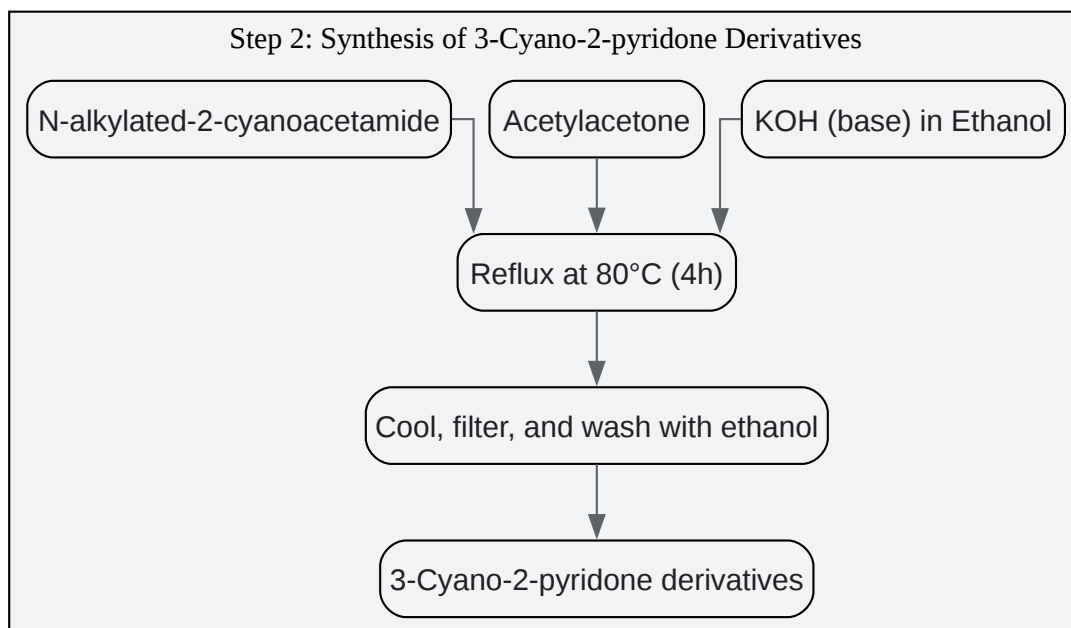 Step 2: Synthesis of 3-Cyano-2-pyridone Derivatives
N-alkylated-2-cyanoacetamide
Acetylacetone
KOH (base) in Ethanol
Reflux at 80°C (4h)
Cool, filter, and wash with ethanol
3-Cyano-2-pyridone derivatives